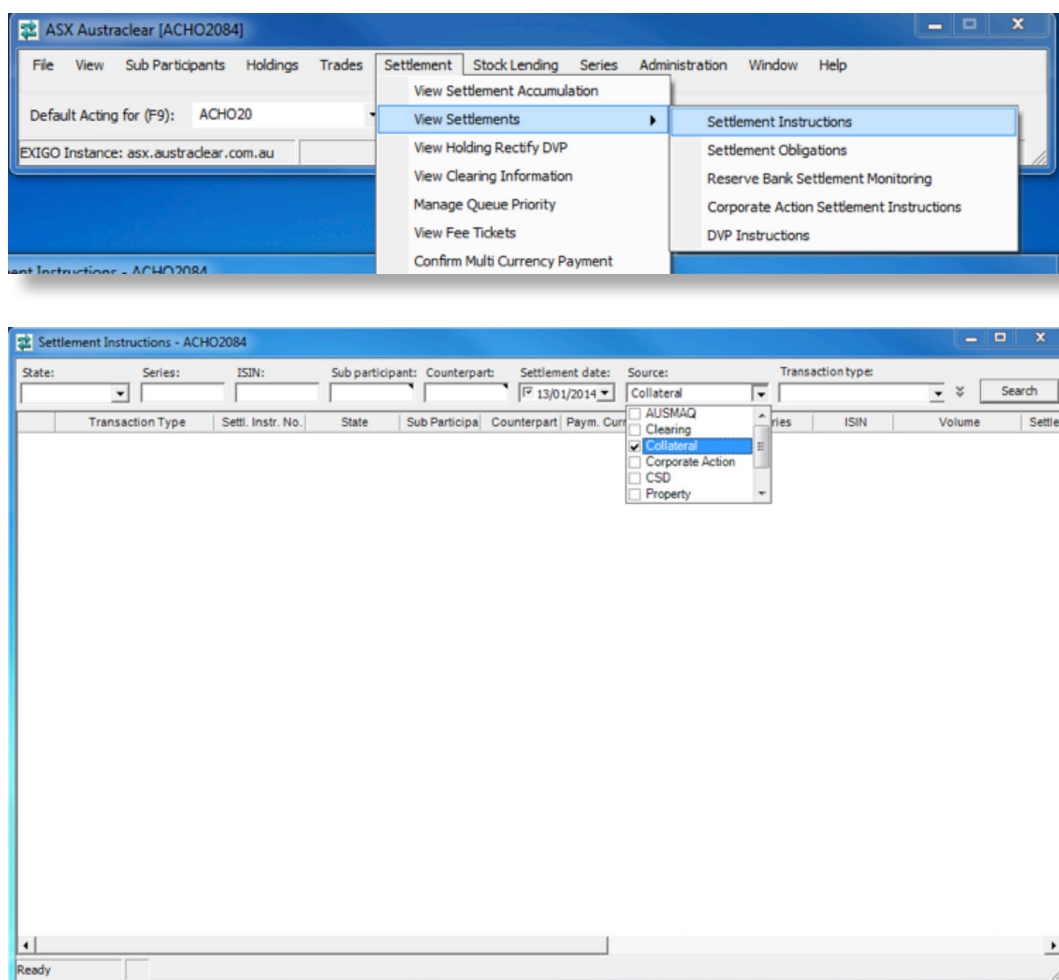 ASX Austraclear [ACHO2084]
File View Sub Participants Holdings Trades Settlement Stock Lending Series Administration Window Help
View Settlement Accumulation
Default Acting for (F9): ACHO20
View Settlements
Settlement Instructions
EXIGO Instance: asx.austraclear.com.au
View Holding Rectify DVP
Settlement Obligations
View Clearing Information
Reserve Bank Settlement Monitoring
Manage Queue Priority
Corporate Action Settlement Instructions
View Fee Tickets
DVP Instructions
Confirm Multi Currency Payment
ent Instructions - ACHO2084
Settlement Instructions - ACHO2084
State: Series: ISIN: Sub participant: Counterpart: Settlement date: Source: Transaction type:
13/01/2014 Collateral Search
Transaction Type Settl. Instr. No. State Sub Participa Counterpart Paym. Curr ries ISIN Volume Settle
AUSMAQ
Clearing
Collateral
Corporate Action
CSD
Property
Ready